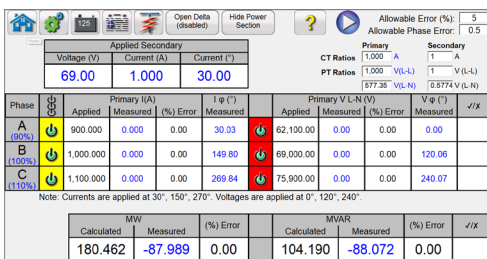 125 Open Delta (disabled) Hide Power Section ? Allowable Error (%): 5
Allowable Phase Error: 0.5
Home
Applied Secondary
Voltage (V) Current (A) Current (°)
69.00 1.000 30.00
Primary Secondary
CT Ratios 1,000 A 1 A
PT Ratios 1,000 V(L-L) 1 V (L-L)
577.35 V(L-N) 0.5774 V (L-N)
Phase Primary I(A) I φ (°) Primary V L-N (V) V φ (°) √/X
Applied Measured (%) Error Measured Applied Measured (%) Error Measured
A (90%) 900.000 0.000 0.00 30.03 62,100.00 0.00 0.00 0.00
B (100%) 1,000.000 0.000 0.00 149.80 69,000.00 0.00 0.00 120.06
C (110%) 1,100.000 0.000 0.00 269.84 75,900.00 0.00 0.00 240.07
Note: Currents are applied at 30°, 150°, 270°. Voltages are applied at 0°, 120°, 240°.
MW (%) Error MVAR (%) Error √/X
Calculated Measured Calculated Measured
180.462 -87.989 0.00 104.190 -88.072 0.00